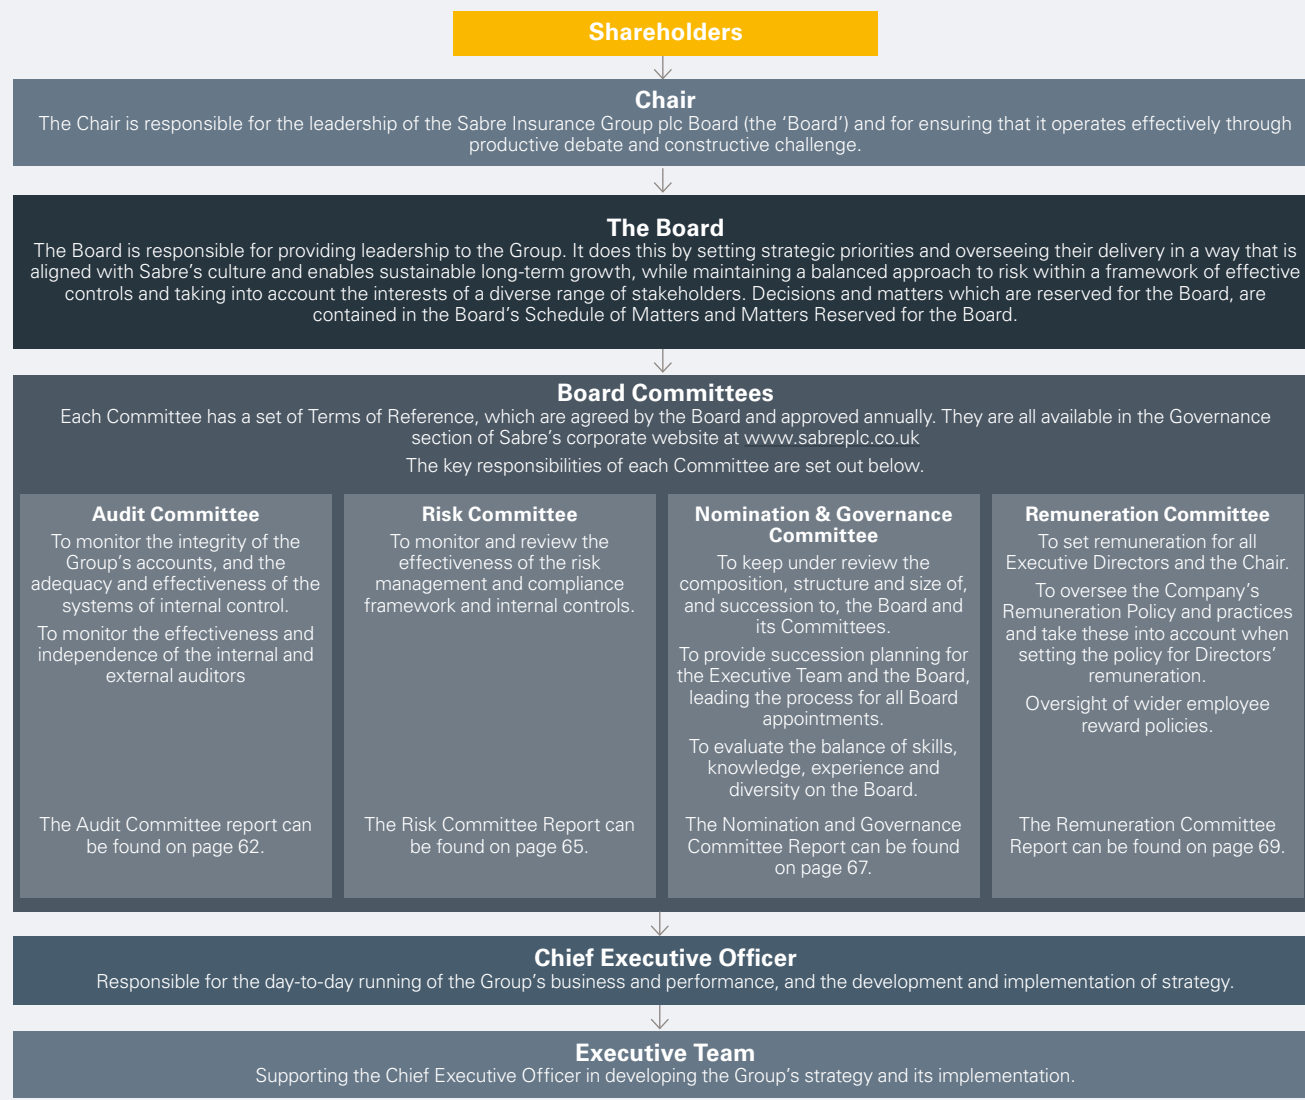 Shareholders
Chair
The Chair is responsible for the leadership of the Sabre Insurance Group plc Board (the ‘Board’) and for ensuring that it operates effectively through
productive debate and constructive challenge.
The Board
The Board is responsible for providing leadership to the Group. It does this by setting strategic priorities and overseeing their delivery in a way that is
aligned with Sabre’s culture and enables sustainable long-term growth, while maintaining a balanced approach to risk within a framework of effective
controls and taking into account the interests of a diverse range of stakeholders. Decisions and matters which are reserved for the Board, are
contained in the Board’s Schedule of Matters and Matters Reserved for the Board.
Board Committees
Each Committee has a set of Terms of Reference, which are agreed by the Board and approved annually. They are all available in the Governance
section of Sabre’s corporate website at www.sabreplc.co.uk
The key responsibilities of each Committee are set out below.
Audit Committee
To monitor the integrity of the
Group’s accounts, and the
adequacy and effectiveness of the
systems of internal control.
To monitor the effectiveness and
independence of the internal and
external auditors
The Audit Committee report can
be found on page 62.
Risk Committee
To monitor and review the
effectiveness of the risk
management and compliance
framework and internal controls.
The Risk Committee Report can
be found on page 65.
Nomination & Governance
Committee
To keep under review the
composition, structure and size of,
and succession to, the Board and
its Committees.
To provide succession planning for
the Executive Team and the Board,
leading the process for all Board
appointments.
To evaluate the balance of skills,
knowledge, experience and
diversity on the Board.
The Nomination and Governance
Committee Report can be found
on page 67.
Remuneration Committee
To set remuneration for all
Executive Directors and the Chair.
To oversee the Company’s
Remuneration Policy and practices
and take these into account when
setting the policy for Directors’
remuneration.
Oversight of wider employee
reward policies.
The Remuneration Committee
Report can be found on page 69.
Chief Executive Officer
Responsible for the day-to-day running of the Group’s business and performance, and the development and implementation of strategy.
Executive Team
Supporting the Chief Executive Officer in developing the Group’s strategy and its implementation.